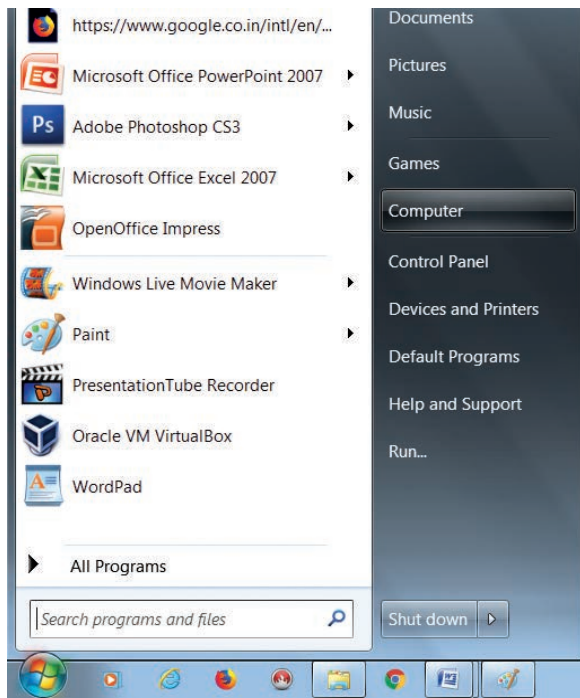 https://www.google.co.in/intl/en/...
Microsoft Office PowerPoint 2007
Ps Adobe Photoshop CS3
Microsoft Office Excel 2007
OpenOffice Impress
Windows Live Movie Maker
Paint
PresentationTube Recorder
Oracle VM VirtualBox
WordPad
All Programs
Search programs and files
Documents
Pictures
Music
Games
Computer
Control Panel
Devices and Printers
Default Programs
Help and Support
Run...
Shut down